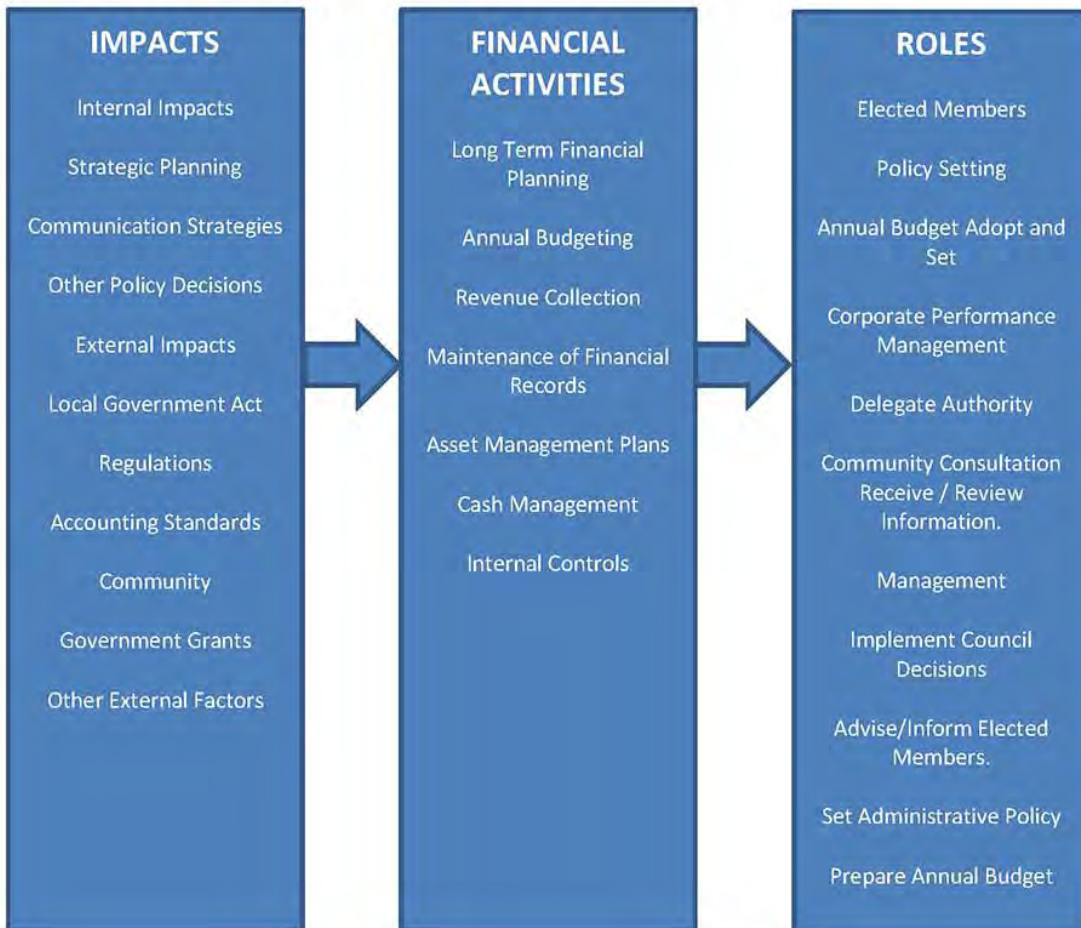 IMPACTS
Internal Impacts
Strategic Planning
Communication Strategies
Other Policy Decisions
External Impacts
Local Government Act
Regulations
Accounting Standards
Community
Government Grants
Other External Factors
FINANCIAL
ACTIVITIES
Long Term Financial
Planning
Annual Budgeting
Revenue Collection
Maintenance of Financial
Records
Asset Management Plans
Cash Management
Internal Controls
ROLES
Elected Members
Policy Setting
Annual Budget Adopt and
Set
Corporate Performance
Management
Delegate Authority
Community Consultation
Receive / Review
Information.
Management
Implement Council
Decisions
Advise/Inform Elected
Members.
Set Administrative Policy
Prepare Annual Budget